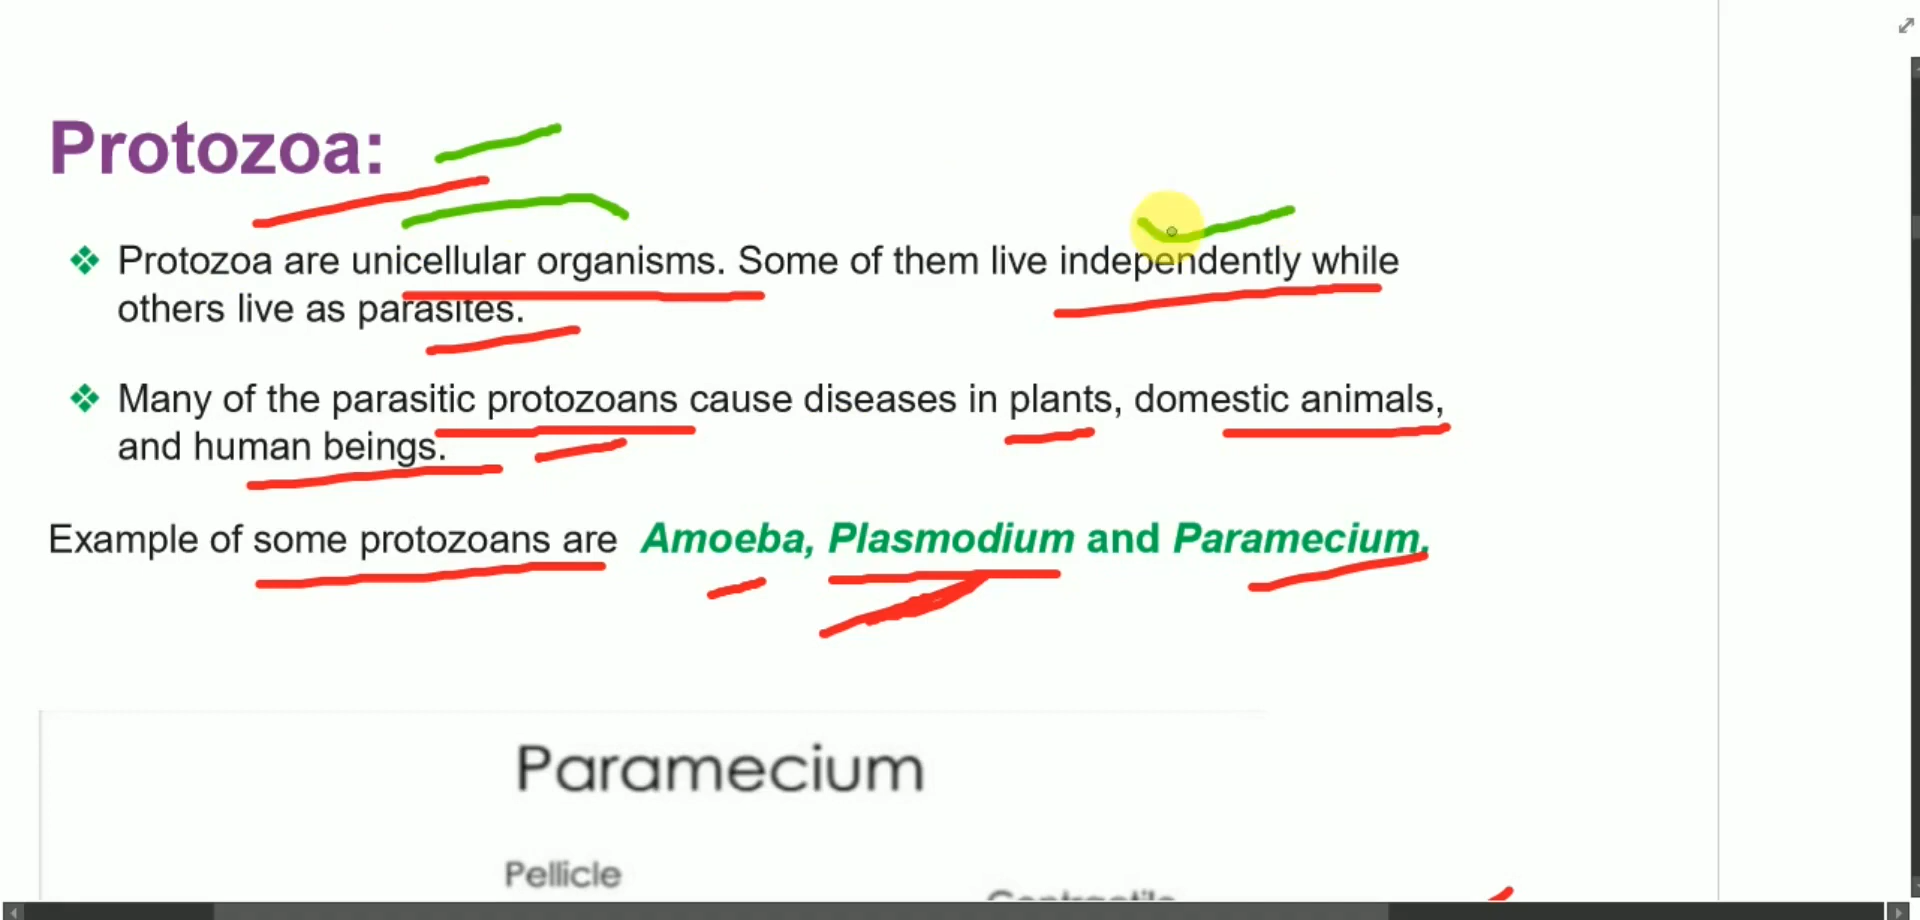 Protozoa:
❖ Protozoa are unicellular organisms. Some of them live independently while
others live as parasites.
❖ Many of the parasitic protozoans cause diseases in plants, domestic animals,
and human beings.
Example of some protozoans are Amoeba, Plasmodium and Paramecium.
Paramecium
Pellicle
Contractile